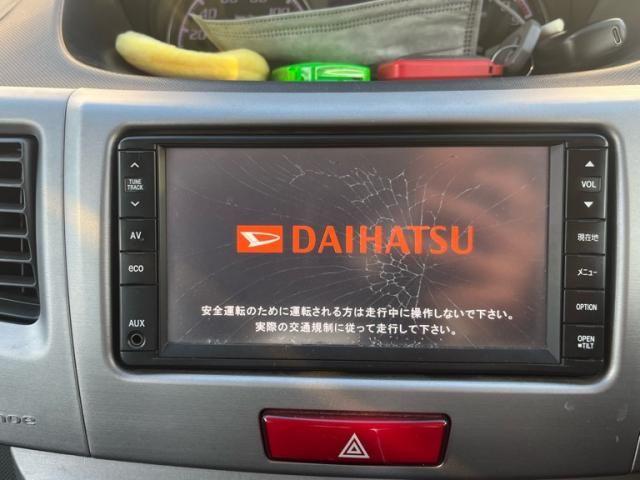 TUNE
TRACK
AV
eco
AUX
DAIHATSU
安全運転のために運転される方は走行中に操作しないで下さい。
実際の交通規制に従って走行して下さい。
VOL
現在地
メニュー
OPTION
OPEN
TILT
20